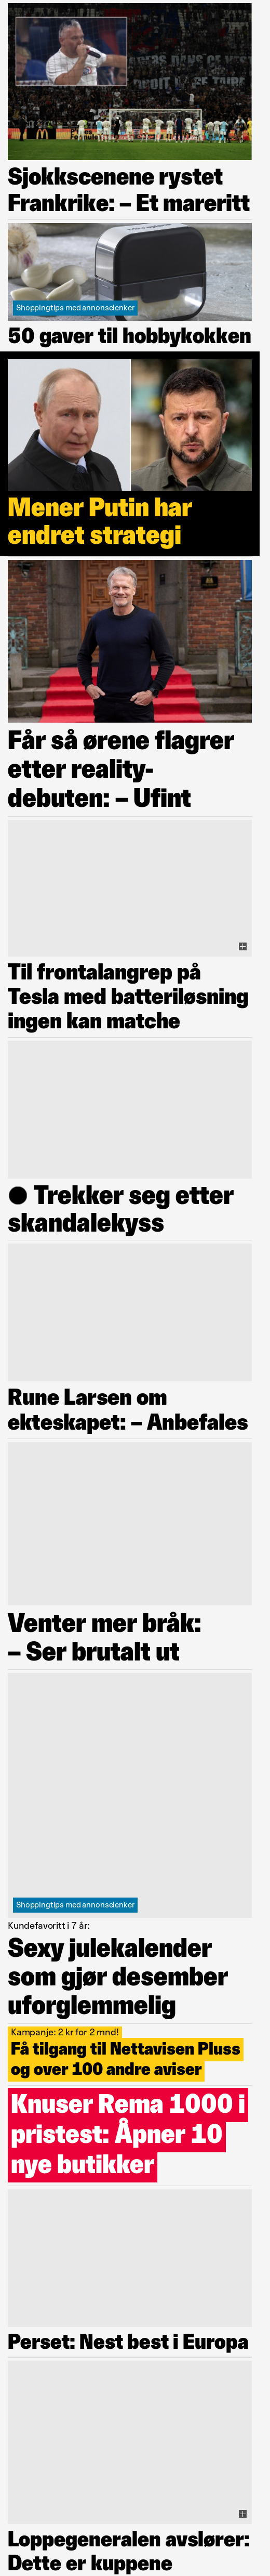 Sjokkscenene rystet
Frankrike: – Et mareritt
Shoppingtips med annonselenker
50 gaver til hobbykokken
Mener Putin har
endret strategi
Får så ørene flagrer
etter reality-
debuten: – Ufint
Til frontalangrep på
Tesla med batteriløsning
ingen kan matche
● Trekker seg etter
skandalekyss
Rune Larsen om
ekteskapet: – Anbefales
Venter mer bråk:
– Ser brutalt ut
Shoppingtips med annonselenker
Kundefavoritt i 7 år:
Sexy julekalender
som gjør desember
uforglemmelig
Kampanje: 2 kr for 2 mnd!
Få tilgang til Nettavisen Pluss
og over 100 andre aviser
Knuser Rema 1000 i
pristest: Åpner 10
nye butikker
Perset: Nest best i Europa
Loppegeneralen avslører:
Dette er kuppene